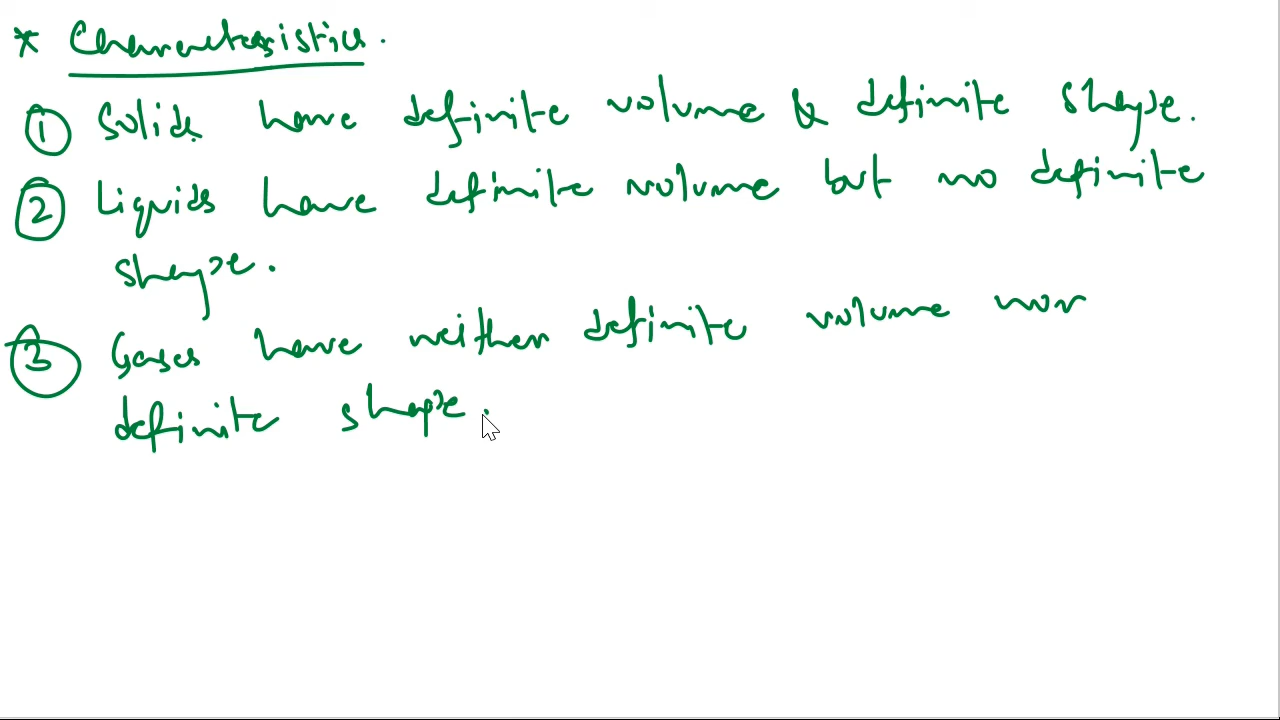 * Characteristics.
① Solids have definite volume & definite shape.
② Liquids have definite volume but no definite
shape.
③ Gases have neither definite volume nor
definite shape.